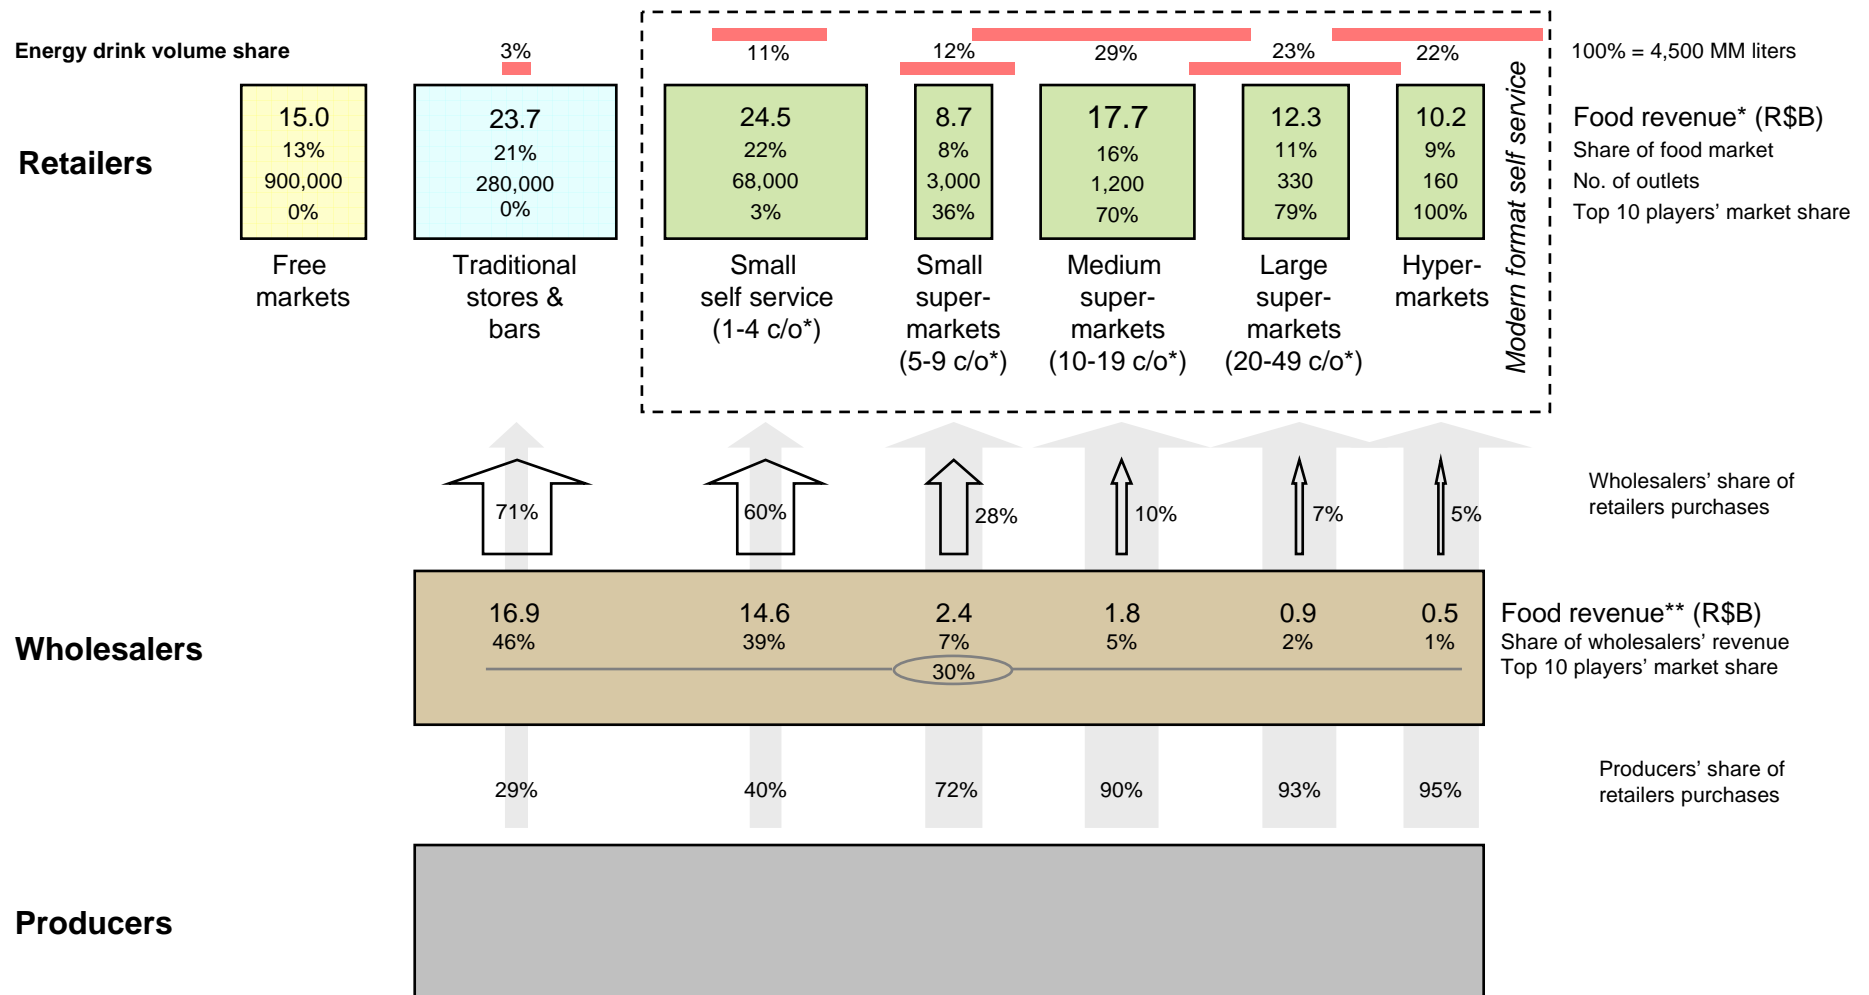 Energy drink volume share
3%
11%
12%
29%
23%
22%
100% = 4,500 MM liters
Retailers
15.0
13%
900,000
0%
Free
markets
23.7
21%
280,000
0%
Traditional
stores &
bars
24.5
22%
68,000
3%
Small
self service
(1-4 c/o*)
8.7
8%
3,000
36%
Small
super-
markets
(5-9 c/o*)
17.7
16%
1,200
70%
Medium
super-
markets
(10-19 c/o*)
12.3
11%
330
79%
Large
super-
markets
(20-49 c/o*)
10.2
9%
160
100%
Hyper-
markets
Modern format self service
Food revenue* (R$B)
Share of food market
No. of outlets
Top 10 players' market share
71%
60%
28%
10%
7%
5%
Wholesalers' share of
retailers purchases
Wholesalers
16.9
14.6
2.4
1.8
0.9
0.5
Food revenue** (R$B)
46%
39%
7%
5%
2%
1%
Share of wholesalers' revenue
30%
Top 10 players' market share
29%
40%
72%
90%
93%
95%
Producers' share of
retailers purchases
Producers